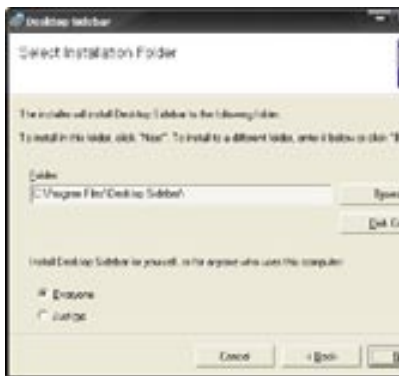 Desktop Sidebar
Select Installation Folder
The installer will install Desktop Sidebar to the following folder.
To install in this folder, click "Next". To install to a different folder, enter it below or click "B
Folder:
C:\Program Files\Desktop Sidebar\
Browse
Disk C
Install Desktop Sidebar for yourself, or for anyone who uses this computer:
Everyone
Just me
Cancel
< Back